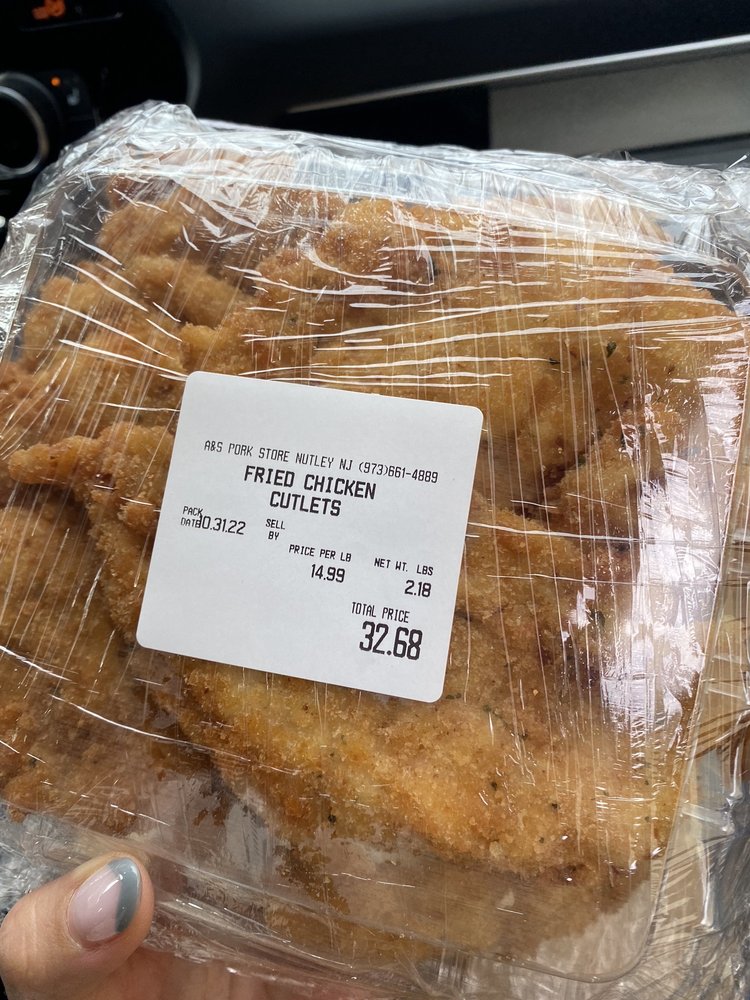 A&S PORK STORE NUTLEY NJ (973)661-4889
FRIED CHICKEN
CUTLETS
PACK DATE 10.31.22 SELL BY
PRICE PER LB NET WT. LBS
14.99 2.18
TOTAL PRICE
32.68